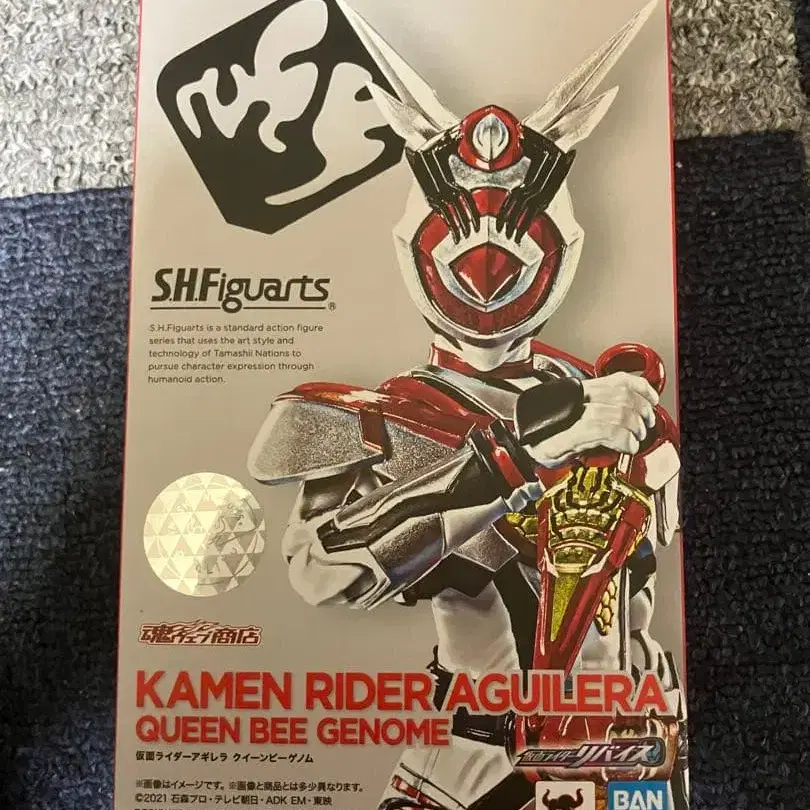 S.H.Figuarts®
S.H.Figuarts is a standard action figure
series that uses the art style and
technology of Tamashii Nations to
pursue character expression through
humanoid action.
魂ウェブ商店
KAMEN RIDER AGUILERA
QUEEN BEE GENOME
仮面ライダーアギレラ クイーンビーゲノム
仮面ライダーリバイス
※画像はイメージです。※画像と商品とは多少異なります。
©2021 石森プロ・テレビ朝日・ADK EM・東映
BAN